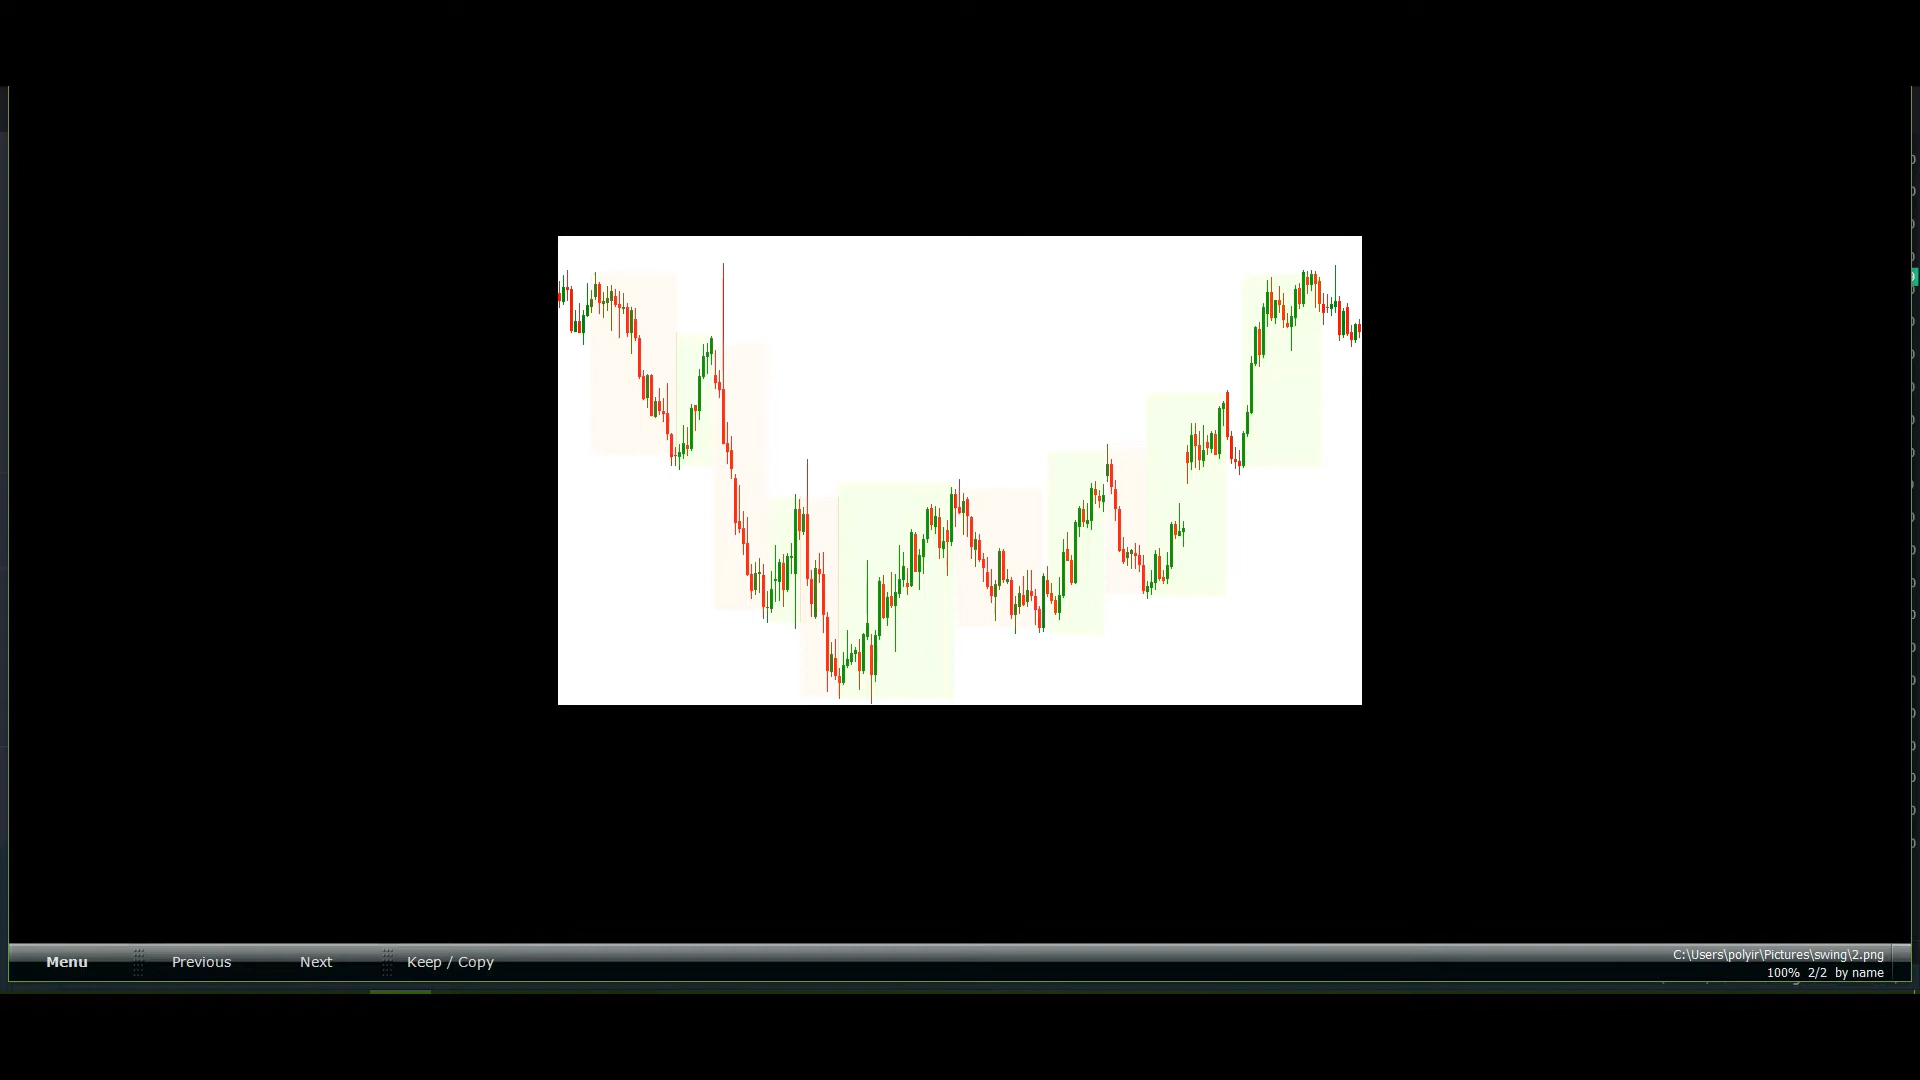 Menu
Previous
Next
Keep / Copy
C:\Users\polyir\Pictures\swing\2.png
100% 2/2 by name